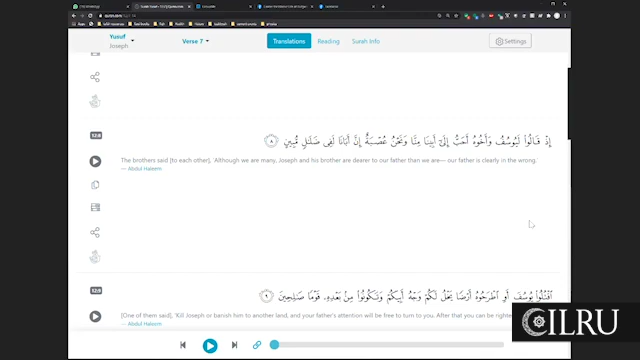 Yusuf
Joseph
Verse 7
Translations
Reading
Surah Info
Settings
12:8
إِذْ قَالُوا۟ لَيُوسُفُ وَأَخُوهُ أَحَبُّ إِلَىٰٓ أَبِينَا مِنَّا وَنَحْنُ عُصْبَةٌ إِنَّ أَبَانَا لَفِى ضَلَـٰلٍ مُّبِينٍ ٨
The brothers said [to each other], 'Although we are many, Joseph and his brother are dearer to our father than we are— our father is clearly in the wrong.'
— Abdul Haleem
12:9
ٱقْتُلُوا۟ يُوسُفَ أَوِ ٱطْرَحُوهُ أَرْضًا يَخْلُ لَكُمْ وَجْهُ أَبِيكُمْ وَتَكُونُوا۟ مِنۢ بَعْدِهِۦ قَوْمًا صَـٰلِحِينَ ٩
[One of them said] 'Kill Joseph or banish him to another land, and your father's attention will be free to turn to you. After that you can be righte
— Abdul Haleem
CILRU